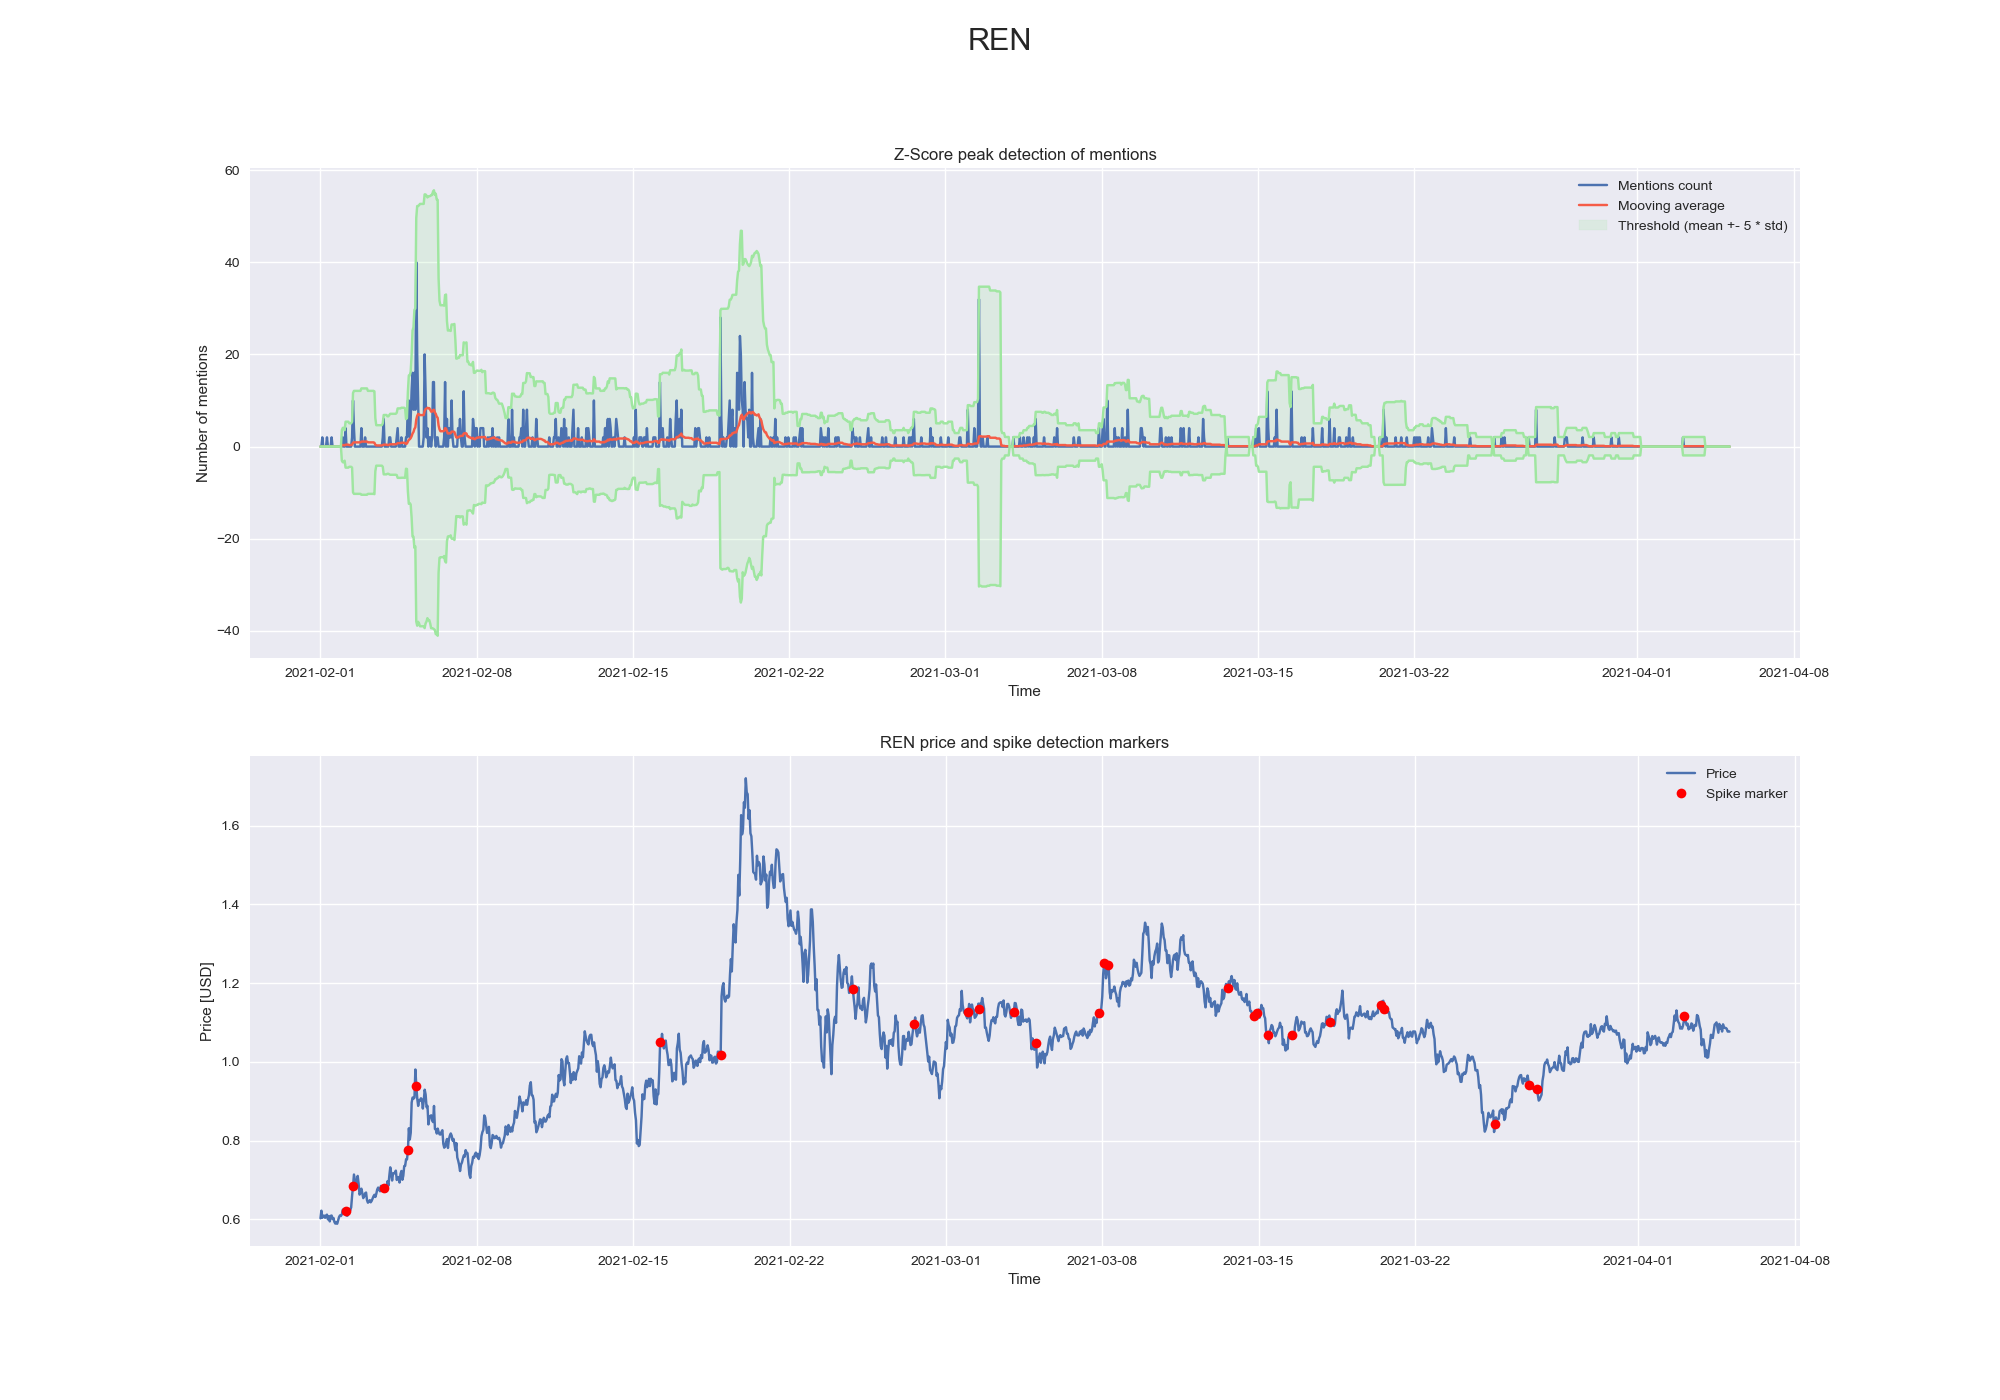 REN
Z-Score peak detection of mentions
60
40
20
0
−20
−40
Number of mentions
Mentions count
Mooving average
Threshold (mean +- 5 * std)
2021-02-01 2021-02-08 2021-02-15 2021-02-22 2021-03-01 2021-03-08 2021-03-15 2021-03-22 2021-04-01 2021-04-08
Time
REN price and spike detection markers
1.6
1.4
1.2
1.0
0.8
0.6
Price [USD]
Price
Spike marker
2021-02-01 2021-02-08 2021-02-15 2021-02-22 2021-03-01 2021-03-08 2021-03-15 2021-03-22 2021-04-01 2021-04-08
Time